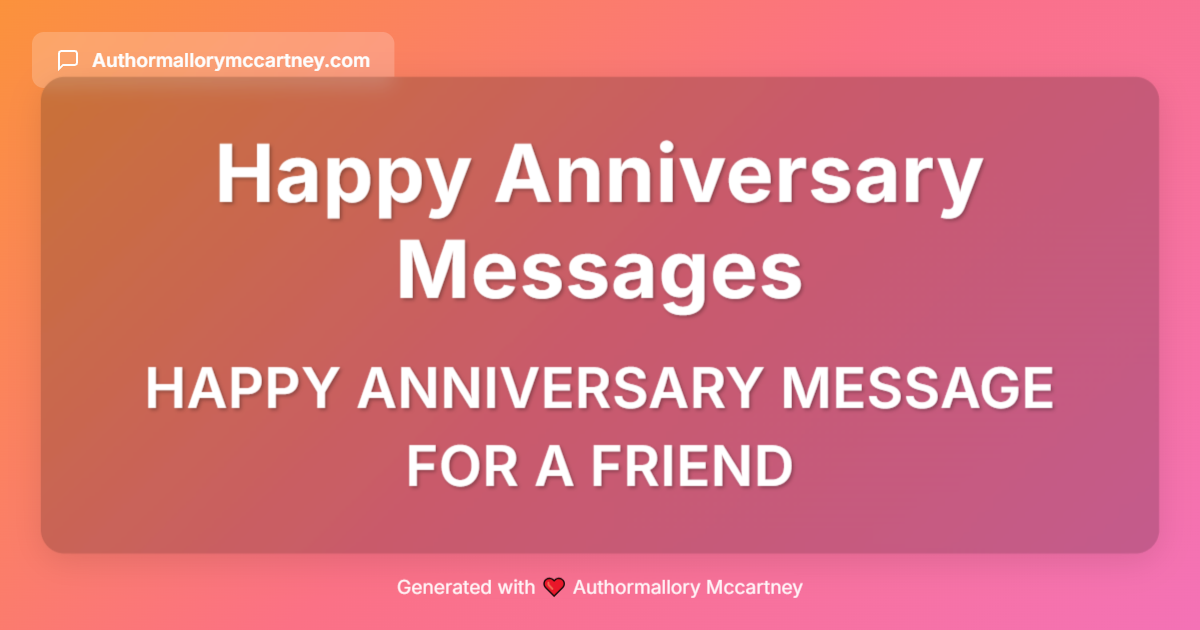 Authormallorymccartney.com
Happy Anniversary
Messages
HAPPY ANNIVERSARY MESSAGE
FOR A FRIEND
Generated with ❤️ Authormallory Mccartney